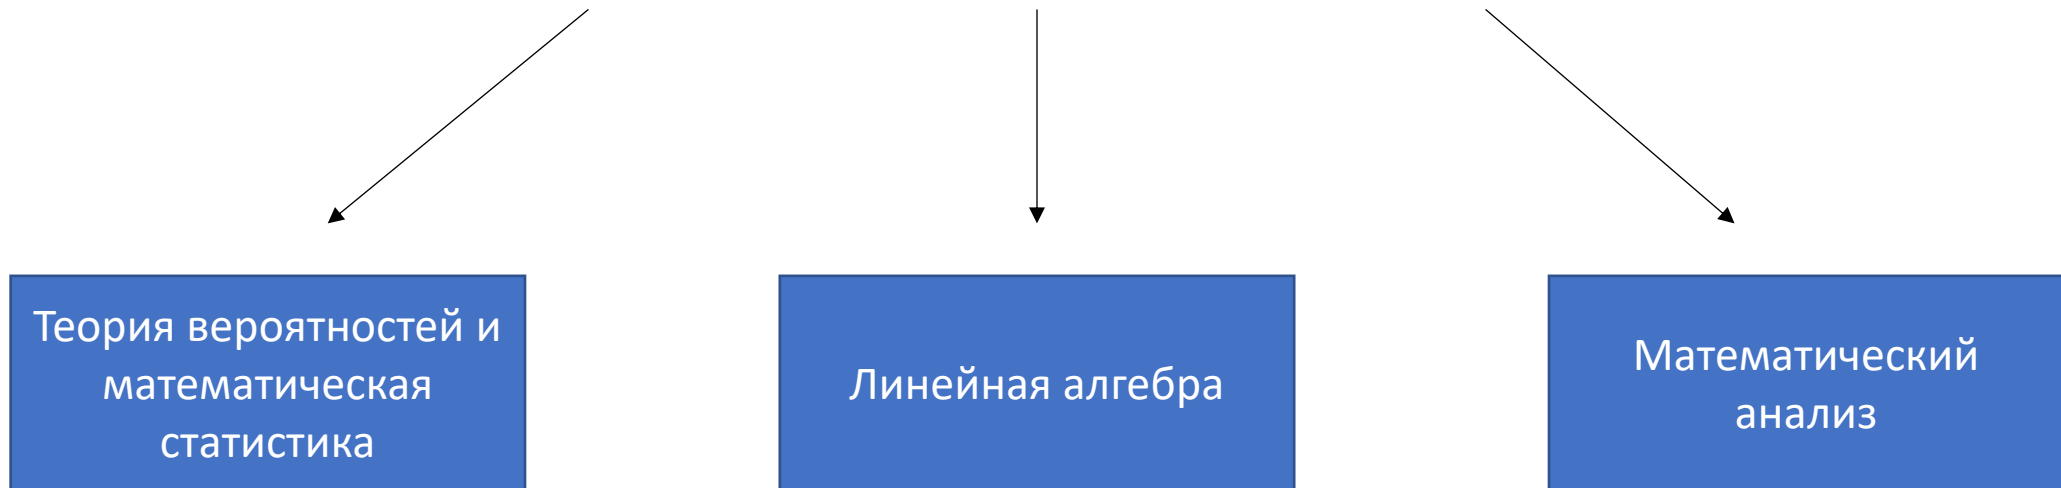 Теория вероятностей и
математическая
статистика
Линейная алгебра
Математический
анализ